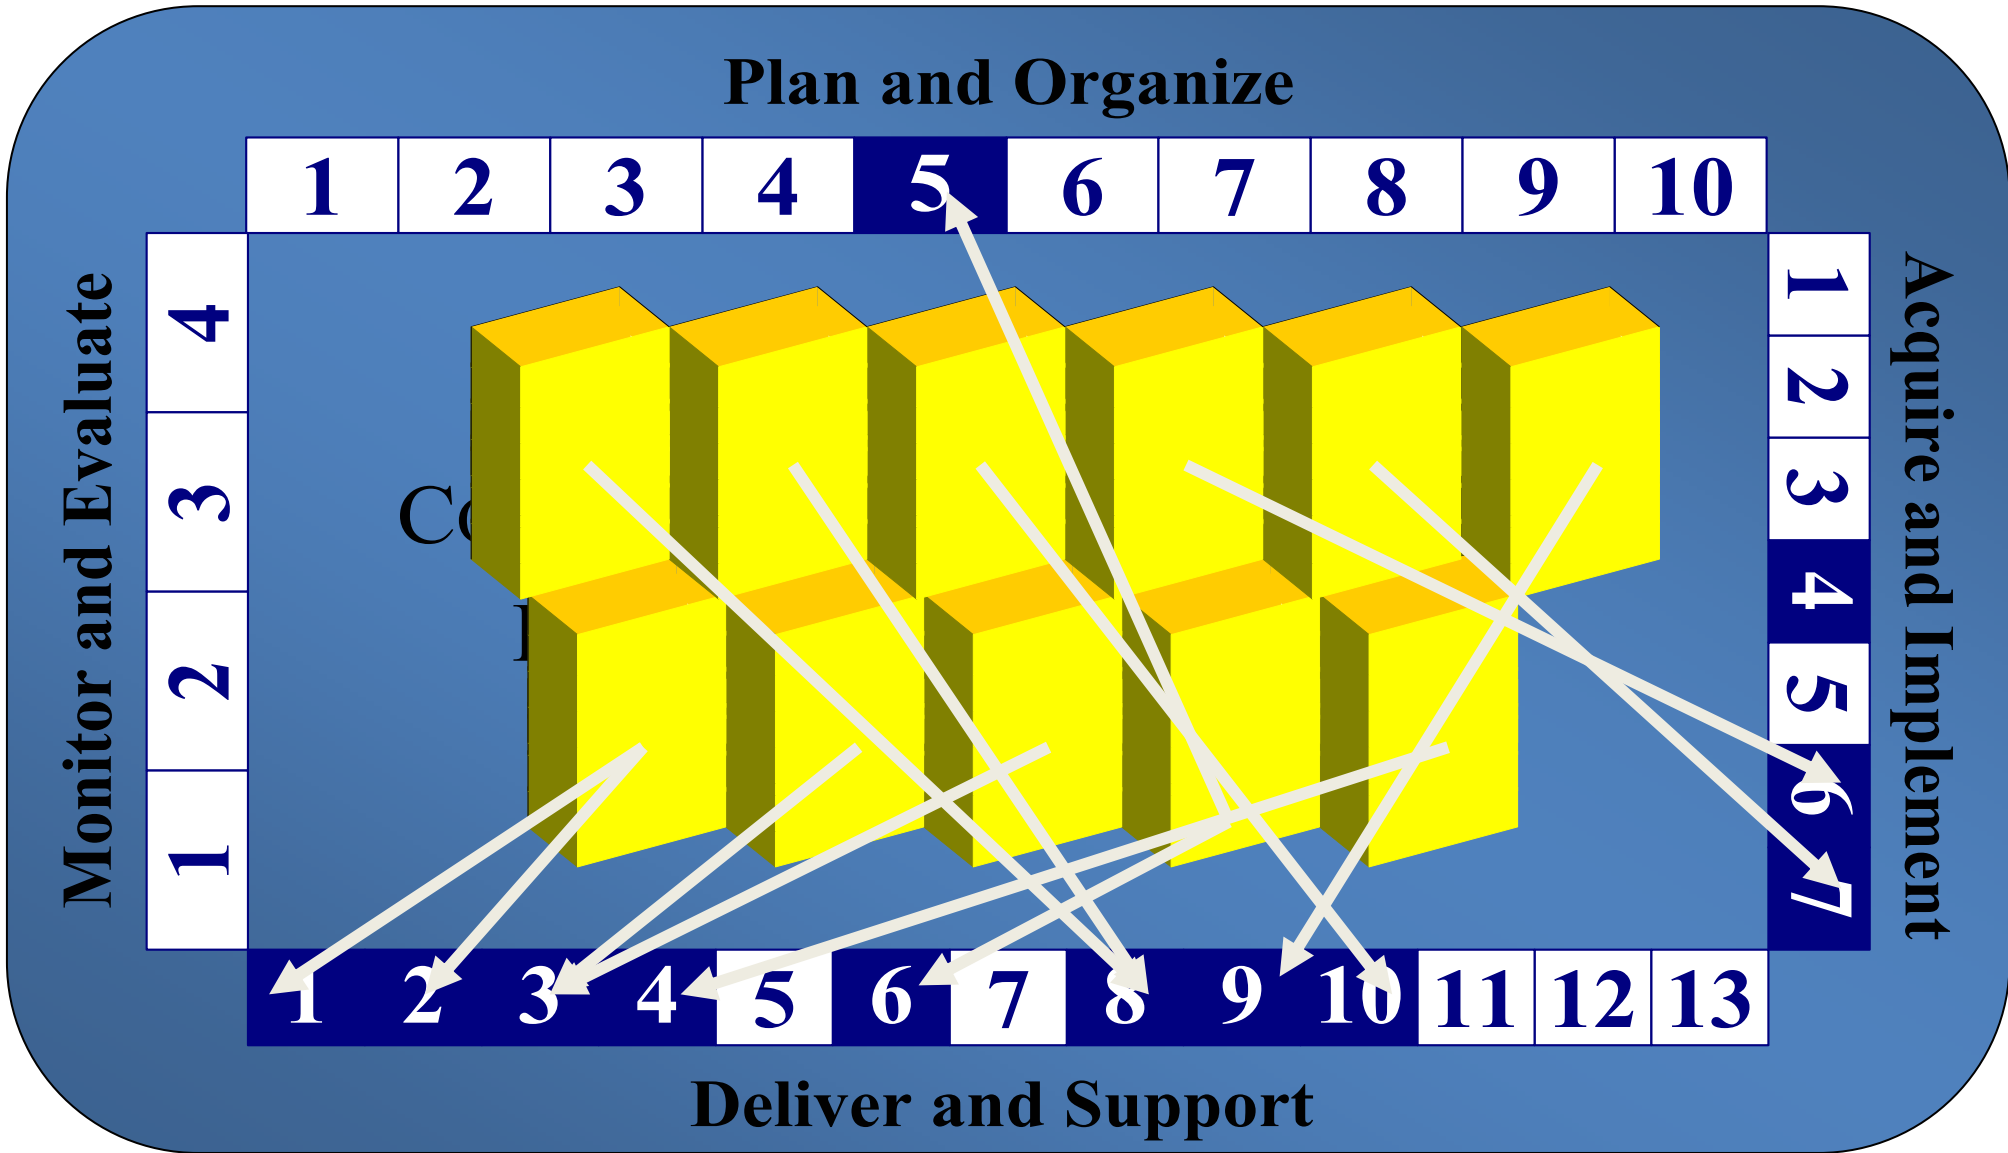 Plan and Organize
1 2 3 4 5 6 7 8 9 10
Monitor and Evaluate
4
3
2
1
Acquire and Implement
1
2
3
4
5
6
7
1 2 3 4 5 6 7 8 9 10 11 12 13
Deliver and Support